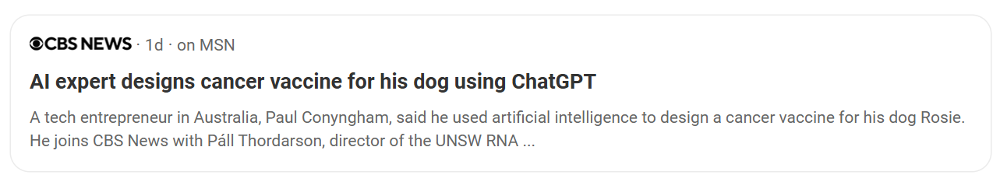 CBS NEWS · 1d · on MSN
AI expert designs cancer vaccine for his dog using ChatGPT
A tech entrepreneur in Australia, Paul Conyngham, said he used artificial intelligence to design a cancer vaccine for his dog Rosie.
He joins CBS News with Páll Thordarson, director of the UNSW RNA ...